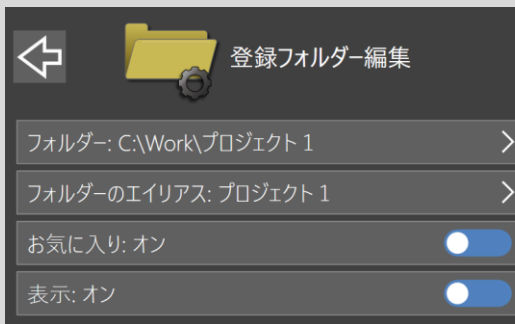 登録フォルダー編集
フォルダー: C:\Work\プロジェクト 1
フォルダーのエイリアス: プロジェクト 1
お気に入り: オン
表示: オン